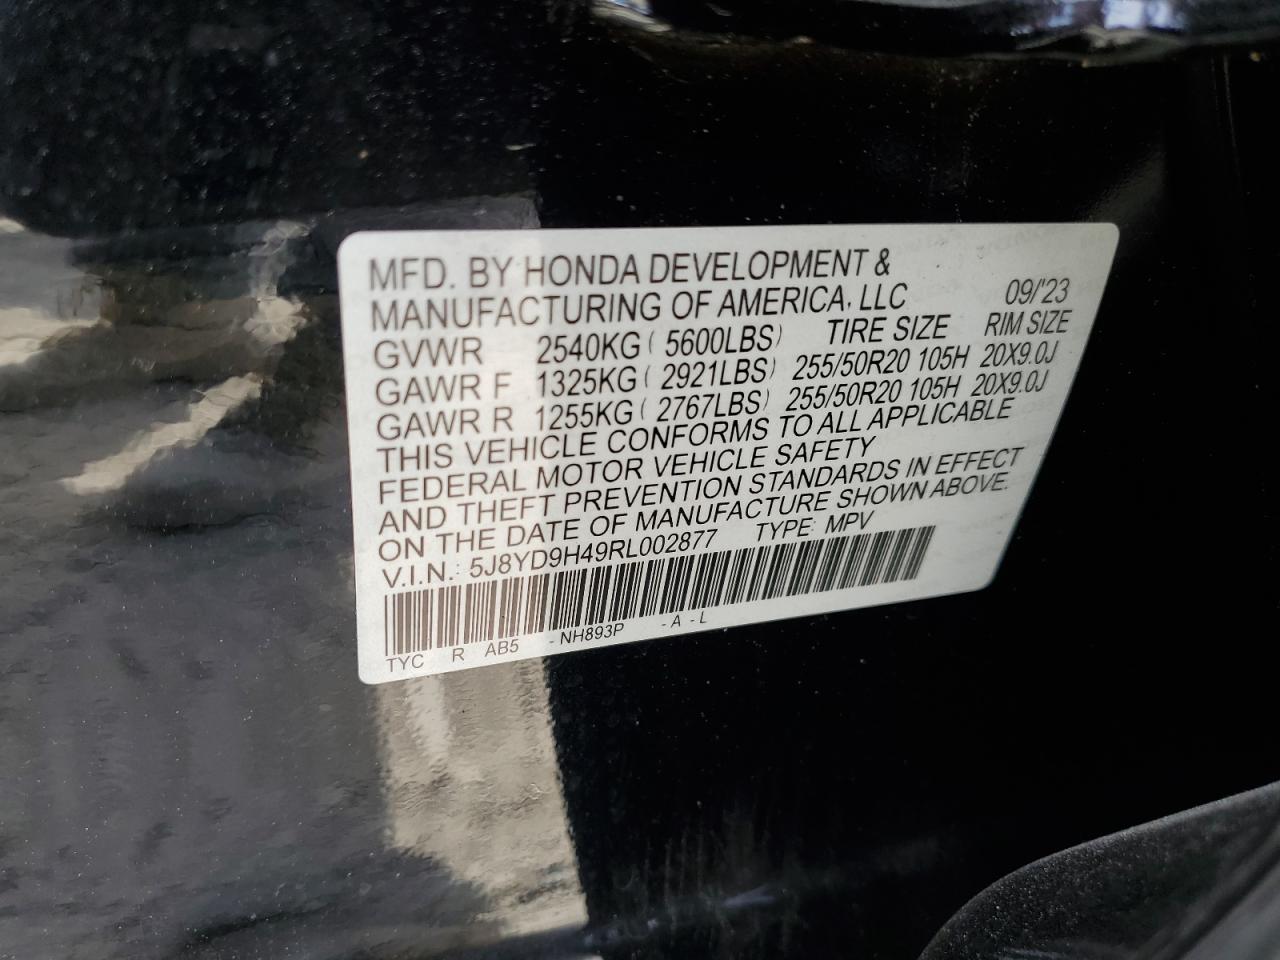 MFD. BY HONDA DEVELOPMENT &
MANUFACTURING OF AMERICA, LLC 09/'23
GVWR 2540KG ( 5600LBS) TIRE SIZE RIM SIZE
GAWR F 1325KG ( 2921LBS) 255/50R20 105H 20X9.0J
GAWR R 1255KG ( 2767LBS) 255/50R20 105H 20X9.0J
THIS VEHICLE CONFORMS TO ALL APPLICABLE
FEDERAL MOTOR VEHICLE SAFETY
AND THEFT PREVENTION STANDARDS IN EFFECT
ON THE DATE OF MANUFACTURE SHOWN ABOVE.
V.I.N.: 5J8YD9H49RL002877 TYPE: MPV
TYC R AB5 - NH893P - A - L